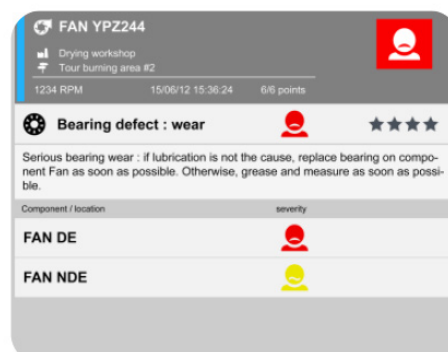 FAN YPZ244
Drying workshop
Tour burning area #2
1234 RPM 15/06/12 15:36:24 6/6 points
Bearing defect : wear
Serious bearing wear : if lubrication is not the cause, replace bearing on compo-
nent Fan as soon as possible. Otherwise, grease and measure as soon as possi-
ble.
Component / location severity
FAN DE
FAN NDE